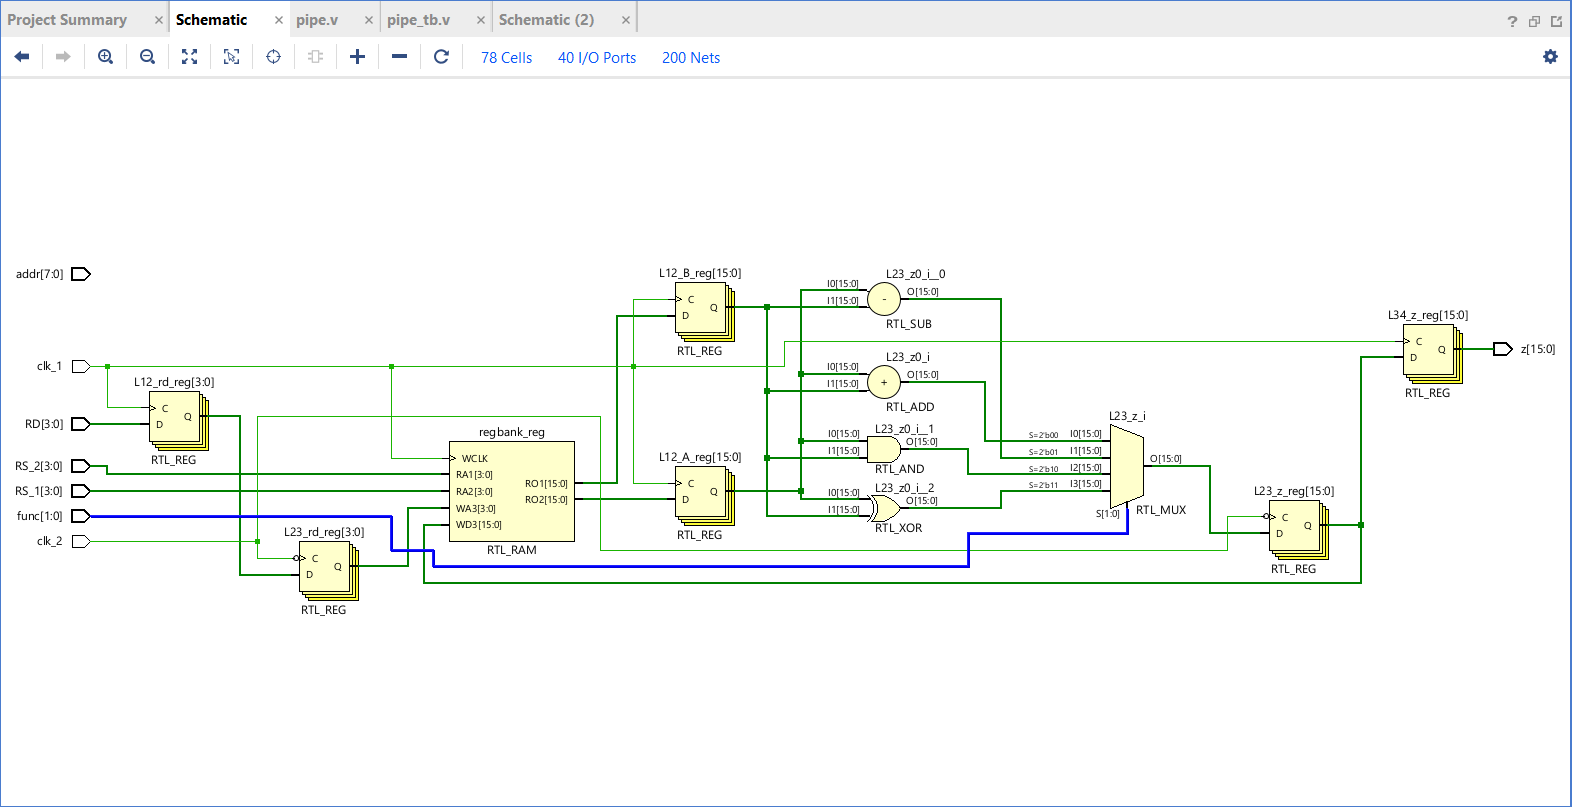 Project Summary × Schematic × pipe.v × pipe_tb.v × Schematic (2) ×
?
78 Cells 40 I/O Ports 200 Nets
addr[7:0]
clk_1
RD[3:0]
RS_2[3:0]
RS_1[3:0]
func[1:0]
clk_2
L12_rd_reg[3:0]
C
D
Q
RTL_REG
L23_rd_reg[3:0]
C
D
Q
RTL_REG
regbank_reg
WCLK
RA1[3:0]
RA2[3:0]
WA3[3:0]
WD3[15:0]
RO1[15:0]
RO2[15:0]
RTL_RAM
L12_B_reg[15:0]
C
D
Q
RTL_REG
L12_A_reg[15:0]
C
D
Q
RTL_REG
L23_z0_i__0
I0[15:0]
I1[15:0]
-
O[15:0]
RTL_SUB
L23_z0_i
I0[15:0]
I1[15:0]
+
O[15:0]
RTL_ADD
L23_z0_i__1
I0[15:0]
I1[15:0]
O[15:0]
RTL_AND
L23_z0_i__2
I0[15:0]
I1[15:0]
O[15:0]
RTL_XOR
L23_z_i
S=2'b00 I0[15:0]
S=2'b01 I1[15:0]
S=2'b10 I2[15:0]
S=2'b11 I3[15:0]
S[1:0]
O[15:0]
RTL_MUX
L23_z_reg[15:0]
C
D
Q
RTL_REG
L34_z_reg[15:0]
C
D
Q
RTL_REG
z[15:0]